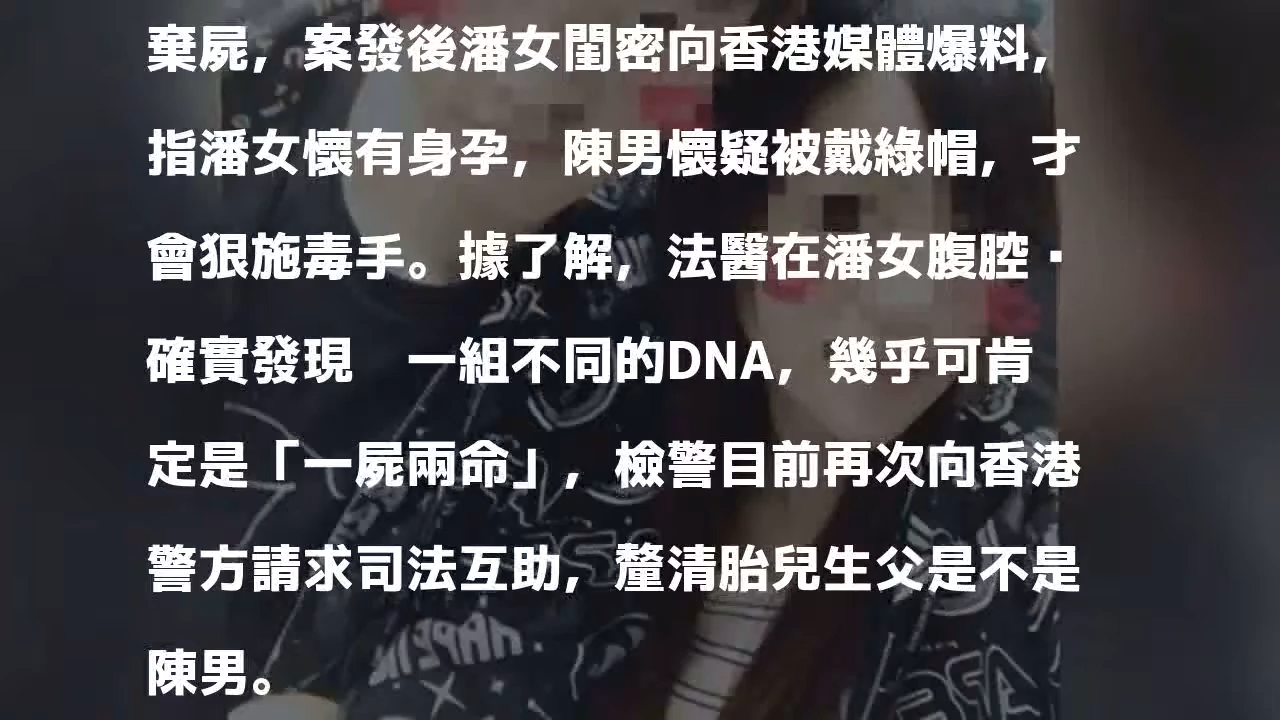 棄屍，案發後潘女閨密向香港媒體爆料，
指潘女懷有身孕，陳男懷疑被戴綠帽，才
會狠施毒手。據了解，法醫在潘女腹腔·
確實發現　一組不同的DNA，幾乎可肯
定是「一屍兩命」，檢警目前再次向香港
警方請求司法互助，釐清胎兒生父是不是
陳男。